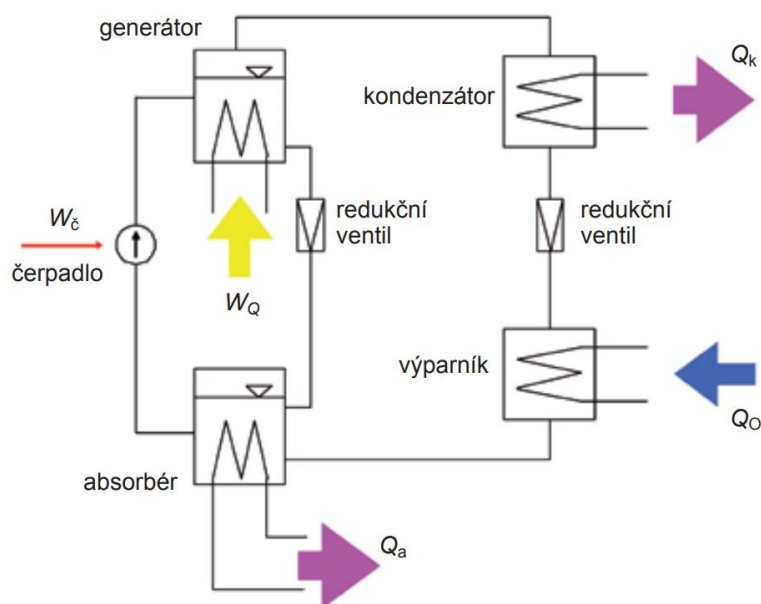 generátor
Qk
kondenzátor
Wč
čerpadlo
redukční
ventil
redukční
ventil
WQ
výparník
QO
absorbér
Qa